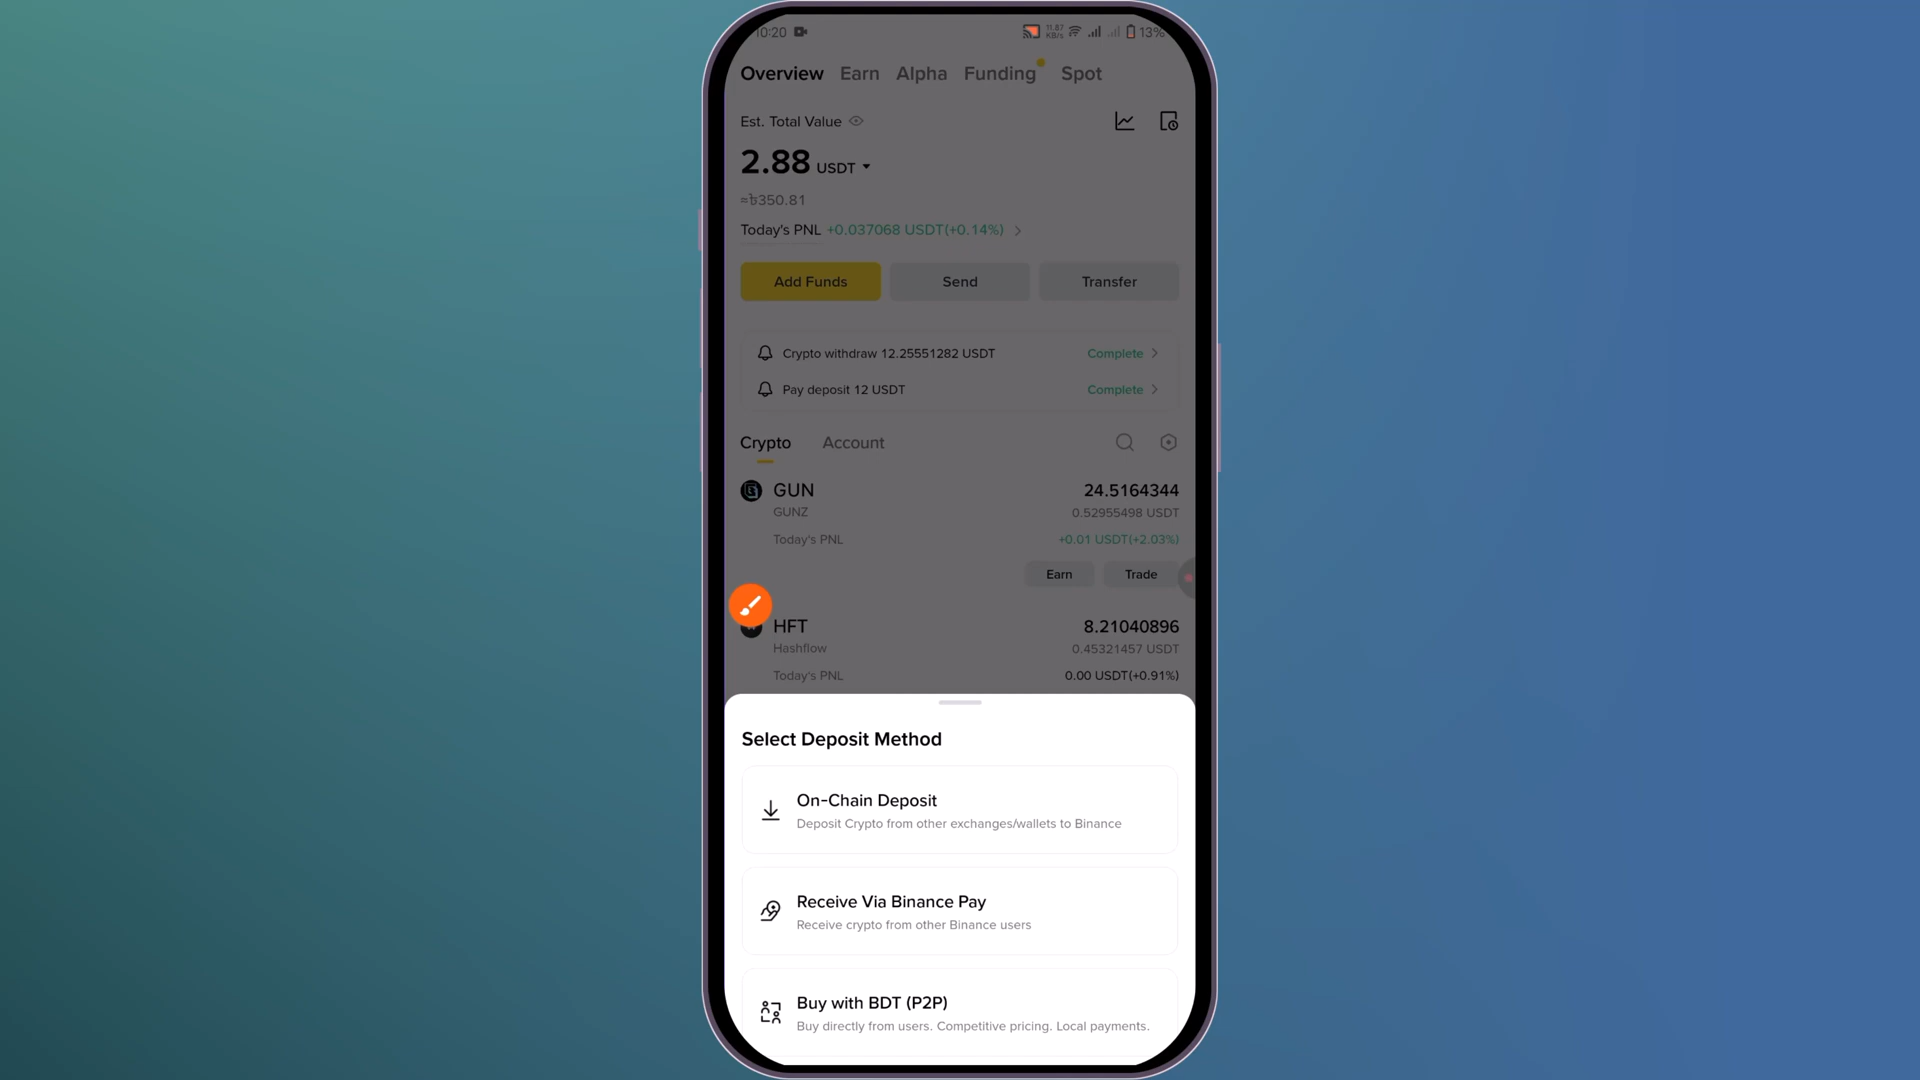 10:20 11.87 KB/s 13%
Overview Earn Alpha Funding Spot
Est. Total Value
2.88 USDT
≈৳350.81
Today's PNL +0.037068 USDT(+0.14%)
Add Funds Send Transfer
Crypto withdraw 12.25551282 USDT Complete
Pay deposit 12 USDT Complete
Crypto Account
GUN 24.5164344
GUNZ 0.52955498 USDT
Today's PNL +0.01 USDT(+2.03%)
Earn Trade
HFT 8.21040896
Hashflow 0.45321457 USDT
Today's PNL 0.00 USDT(+0.91%)
Select Deposit Method
On-Chain Deposit
Deposit Crypto from other exchanges/wallets to Binance
Receive Via Binance Pay
Receive crypto from other Binance users
Buy with BDT (P2P)
Buy directly from users. Competitive pricing. Local payments.